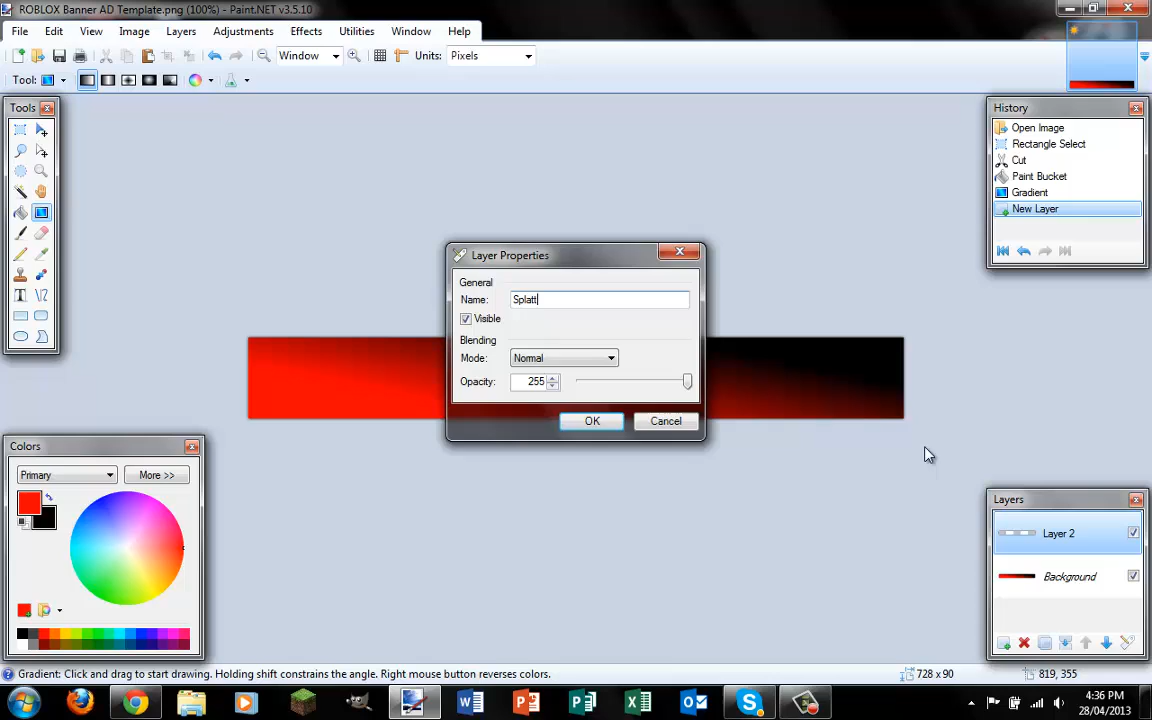 ROBLOX Banner AD Template.png (100%) - Paint.NET v3.5.10
File Edit View Image Layers Adjustments Effects Utilities Window Help
Window Units: Pixels
Tool:
Tools
History
Open Image
Rectangle Select
Cut
Paint Bucket
Gradient
New Layer
Layer Properties
General
Name: Splatt
Visible
Blending
Mode: Normal
Opacity: 255
OK Cancel
Colors
Primary More >>
Layers
Layer 2
Background
Gradient: Click and drag to start drawing. Holding shift constrains the angle. Right mouse button reverses colors. 728 x 90 819, 355
4:36 PM
28/04/2013